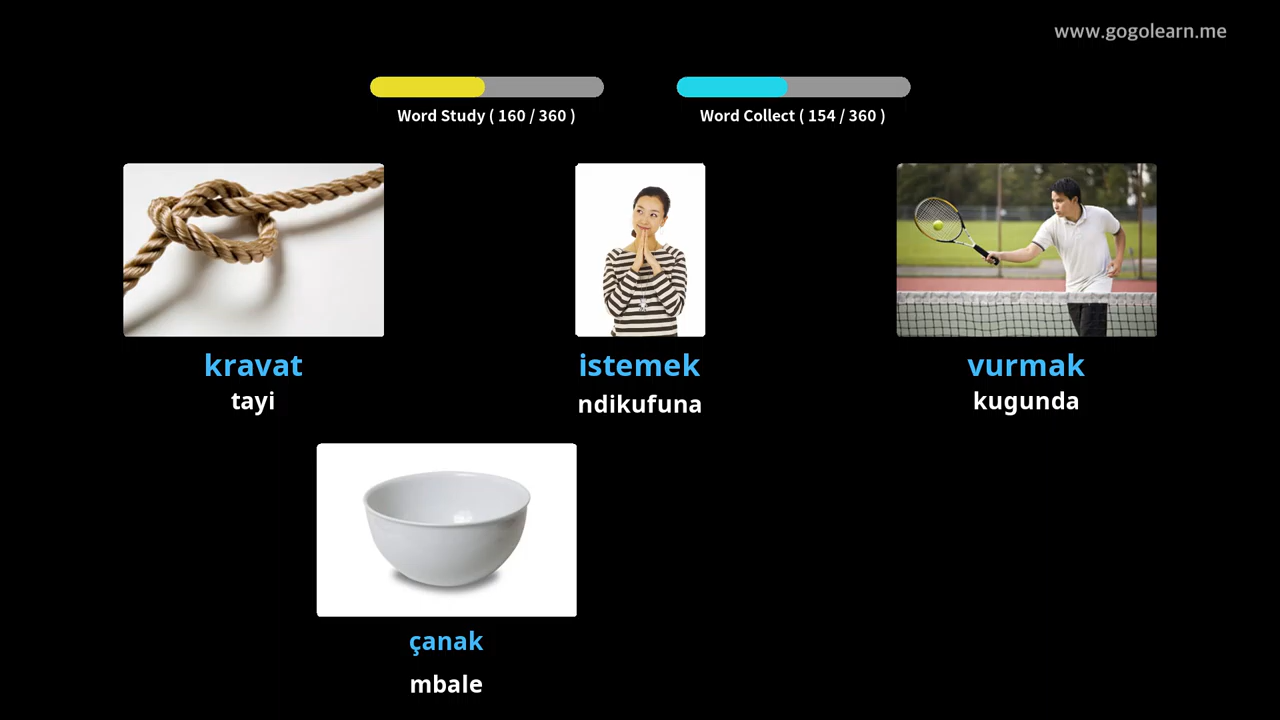 www.gogolearn.me
Word Study ( 160 / 360 )
Word Collect ( 154 / 360 )
kravat
tayi
istemek
ndikufuna
vurmak
kugunda
çanak
mbale